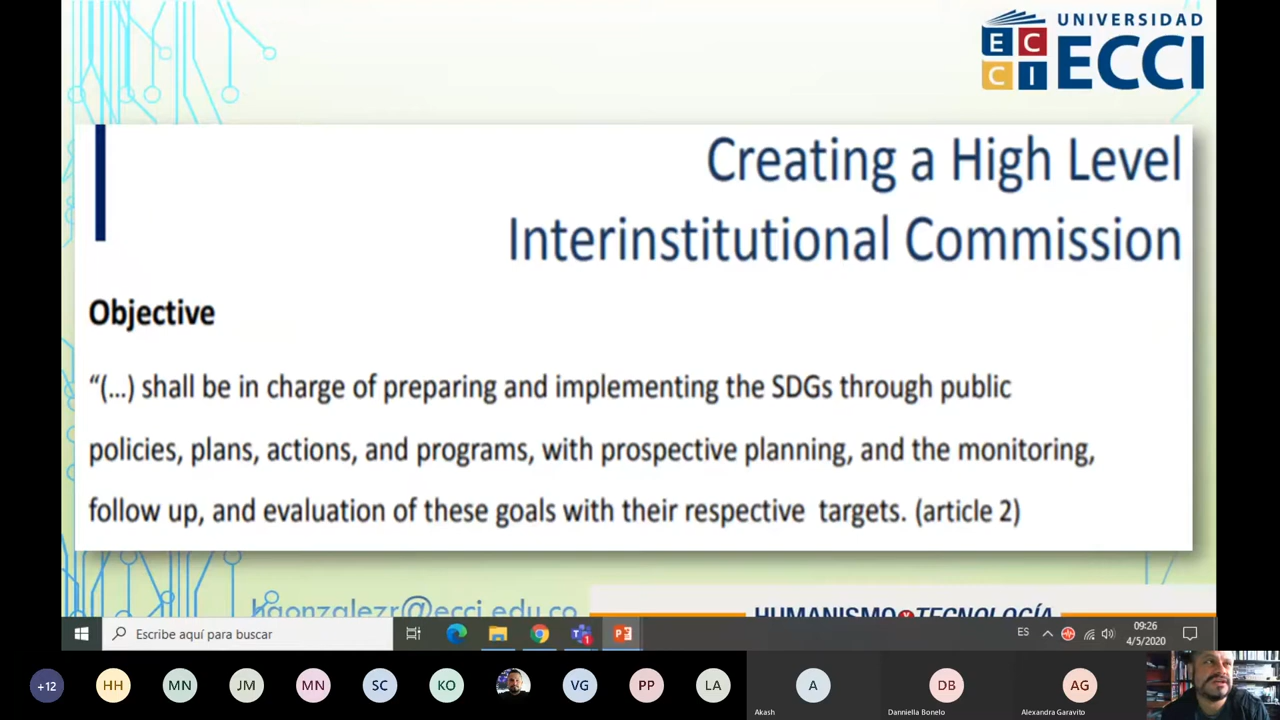 UNIVERSIDAD
E C
C I
ECCI
Creating a High Level
Interinstitutional Commission
Objective
“(...) shall be in charge of preparing and implementing the SDGs through public
policies, plans, actions, and programs, with prospective planning, and the monitoring,
follow up, and evaluation of these goals with their respective targets. (article 2)
hgonzalezr@ecci.edu.co
HUMANISMO Y TECNOLOGÍA
Escribe aquí para buscar
1
ES
09:26
4/5/2020
+12
HH
MN
JM
MN
SC
KO
VG
PP
LA
A
Akash
DB
Danniella Bonelo
AG
Alexandra Garavito